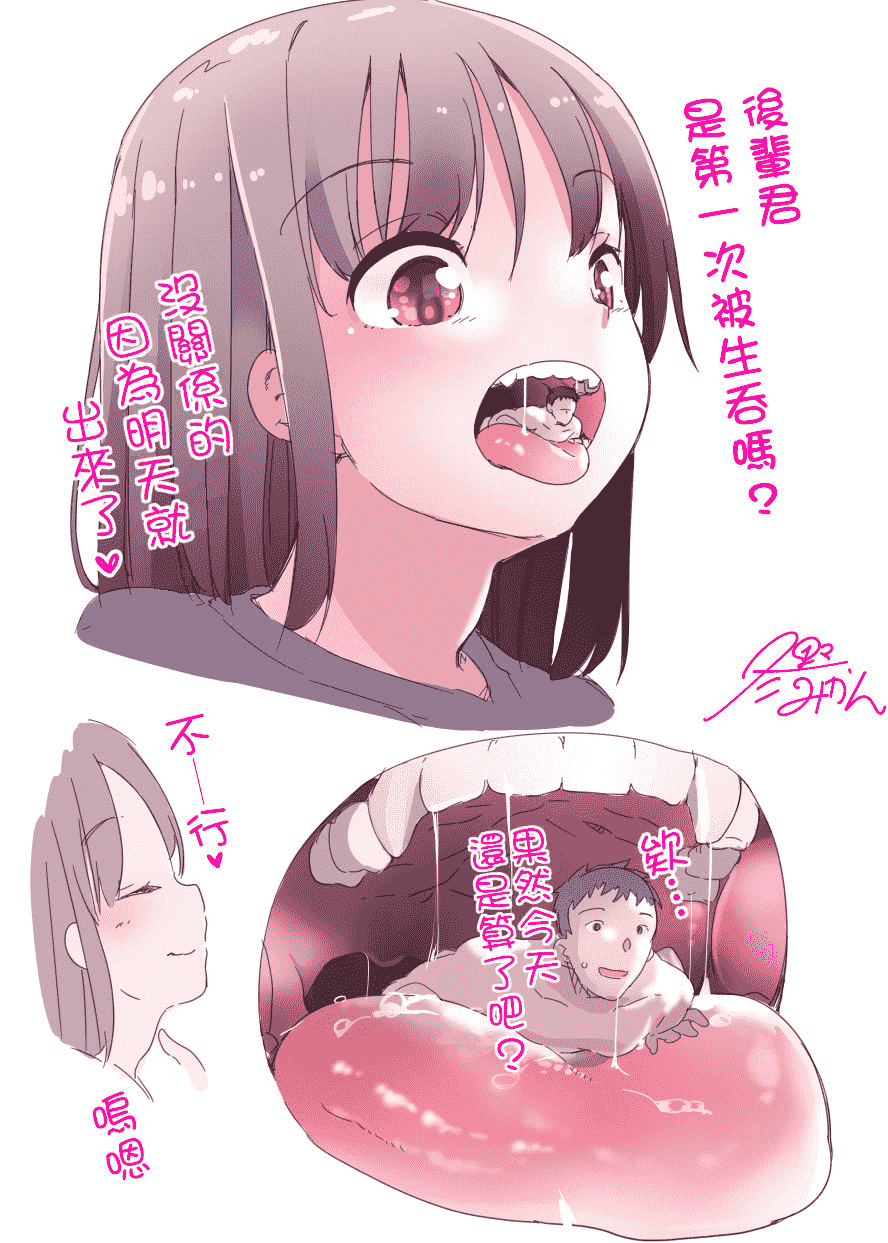 後輩君
是第一次被生吞嗎?
沒關係的
因為明天就
出來了♥
欸…
果然今天
還是算了吧?
不──行♥
嗚嗯
みかん